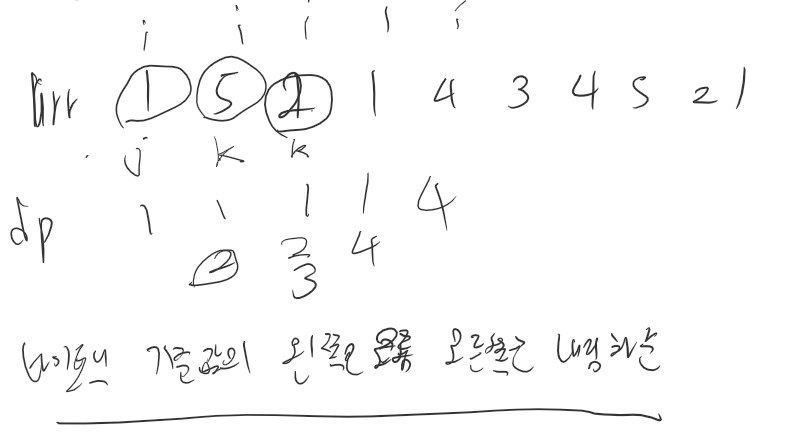 i i i i i
arr 1 5 2 1 4 3 4 5 2 1
j k k
dp 1 1 1 1 4
2 2 4
3
바이토닉 기준값의 왼쪽은 오름 오른쪽은 내림차순